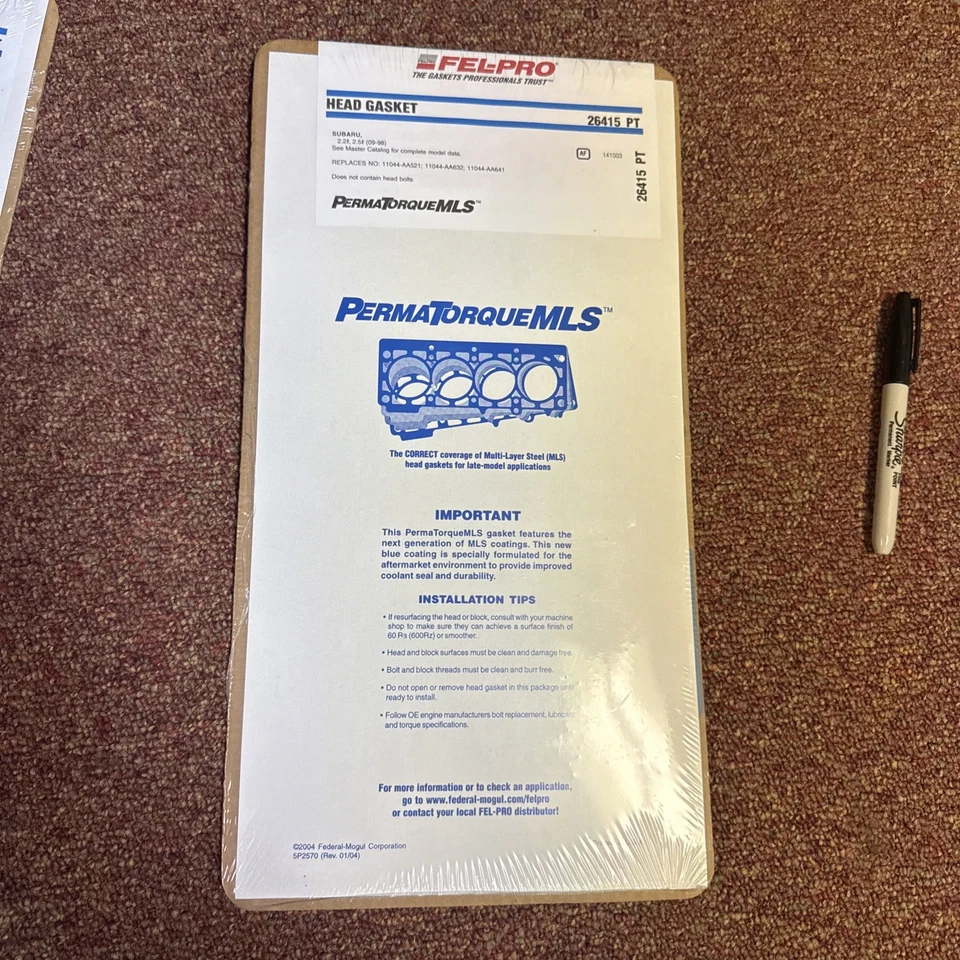 FEL-PRO
FEL-PRO
THE GASKETS PROFESSIONALS TRUST™
HEAD GASKET
26415 PT
SUBARU,
2.2ℓ, 2.5ℓ (09-98)
See Master Catalog for complete model data.
AF
141003
REPLACES NO: 11044-AA521; 11044-AA632; 11044-AA641
Does not contain head bolts
26415 PT
PERMATORQUEMLS™
PERMATORQUEMLS™
The CORRECT coverage of Multi-Layer Steel (MLS)
head gaskets for late-model applications
IMPORTANT
This PermaTorqueMLS gasket features the
next generation of MLS coatings. This new
blue coating is specially formulated for the
aftermarket environment to provide improved
coolant seal and durability.
INSTALLATION TIPS
• If resurfacing the head or block, consult with your machine
shop to make sure they can achieve a surface finish of
60 Ra (600Rz) or smoother.
• Head and block surfaces must be clean and damage free.
• Bolt and block threads must be clean and burr free.
• Do not open or remove head gasket in this package until
ready to install.
• Follow OE engine manufacturers bolt replacement,
and torque specifications.
For more information or to check an application,
go to www.federal-mogul.com/felpro
or contact your local FEL-PRO distributor!
©2004 Federal-Mogul Corporation
5P2570 (Rev. 01/04)
Sharpie
Permanent Marker
POINT